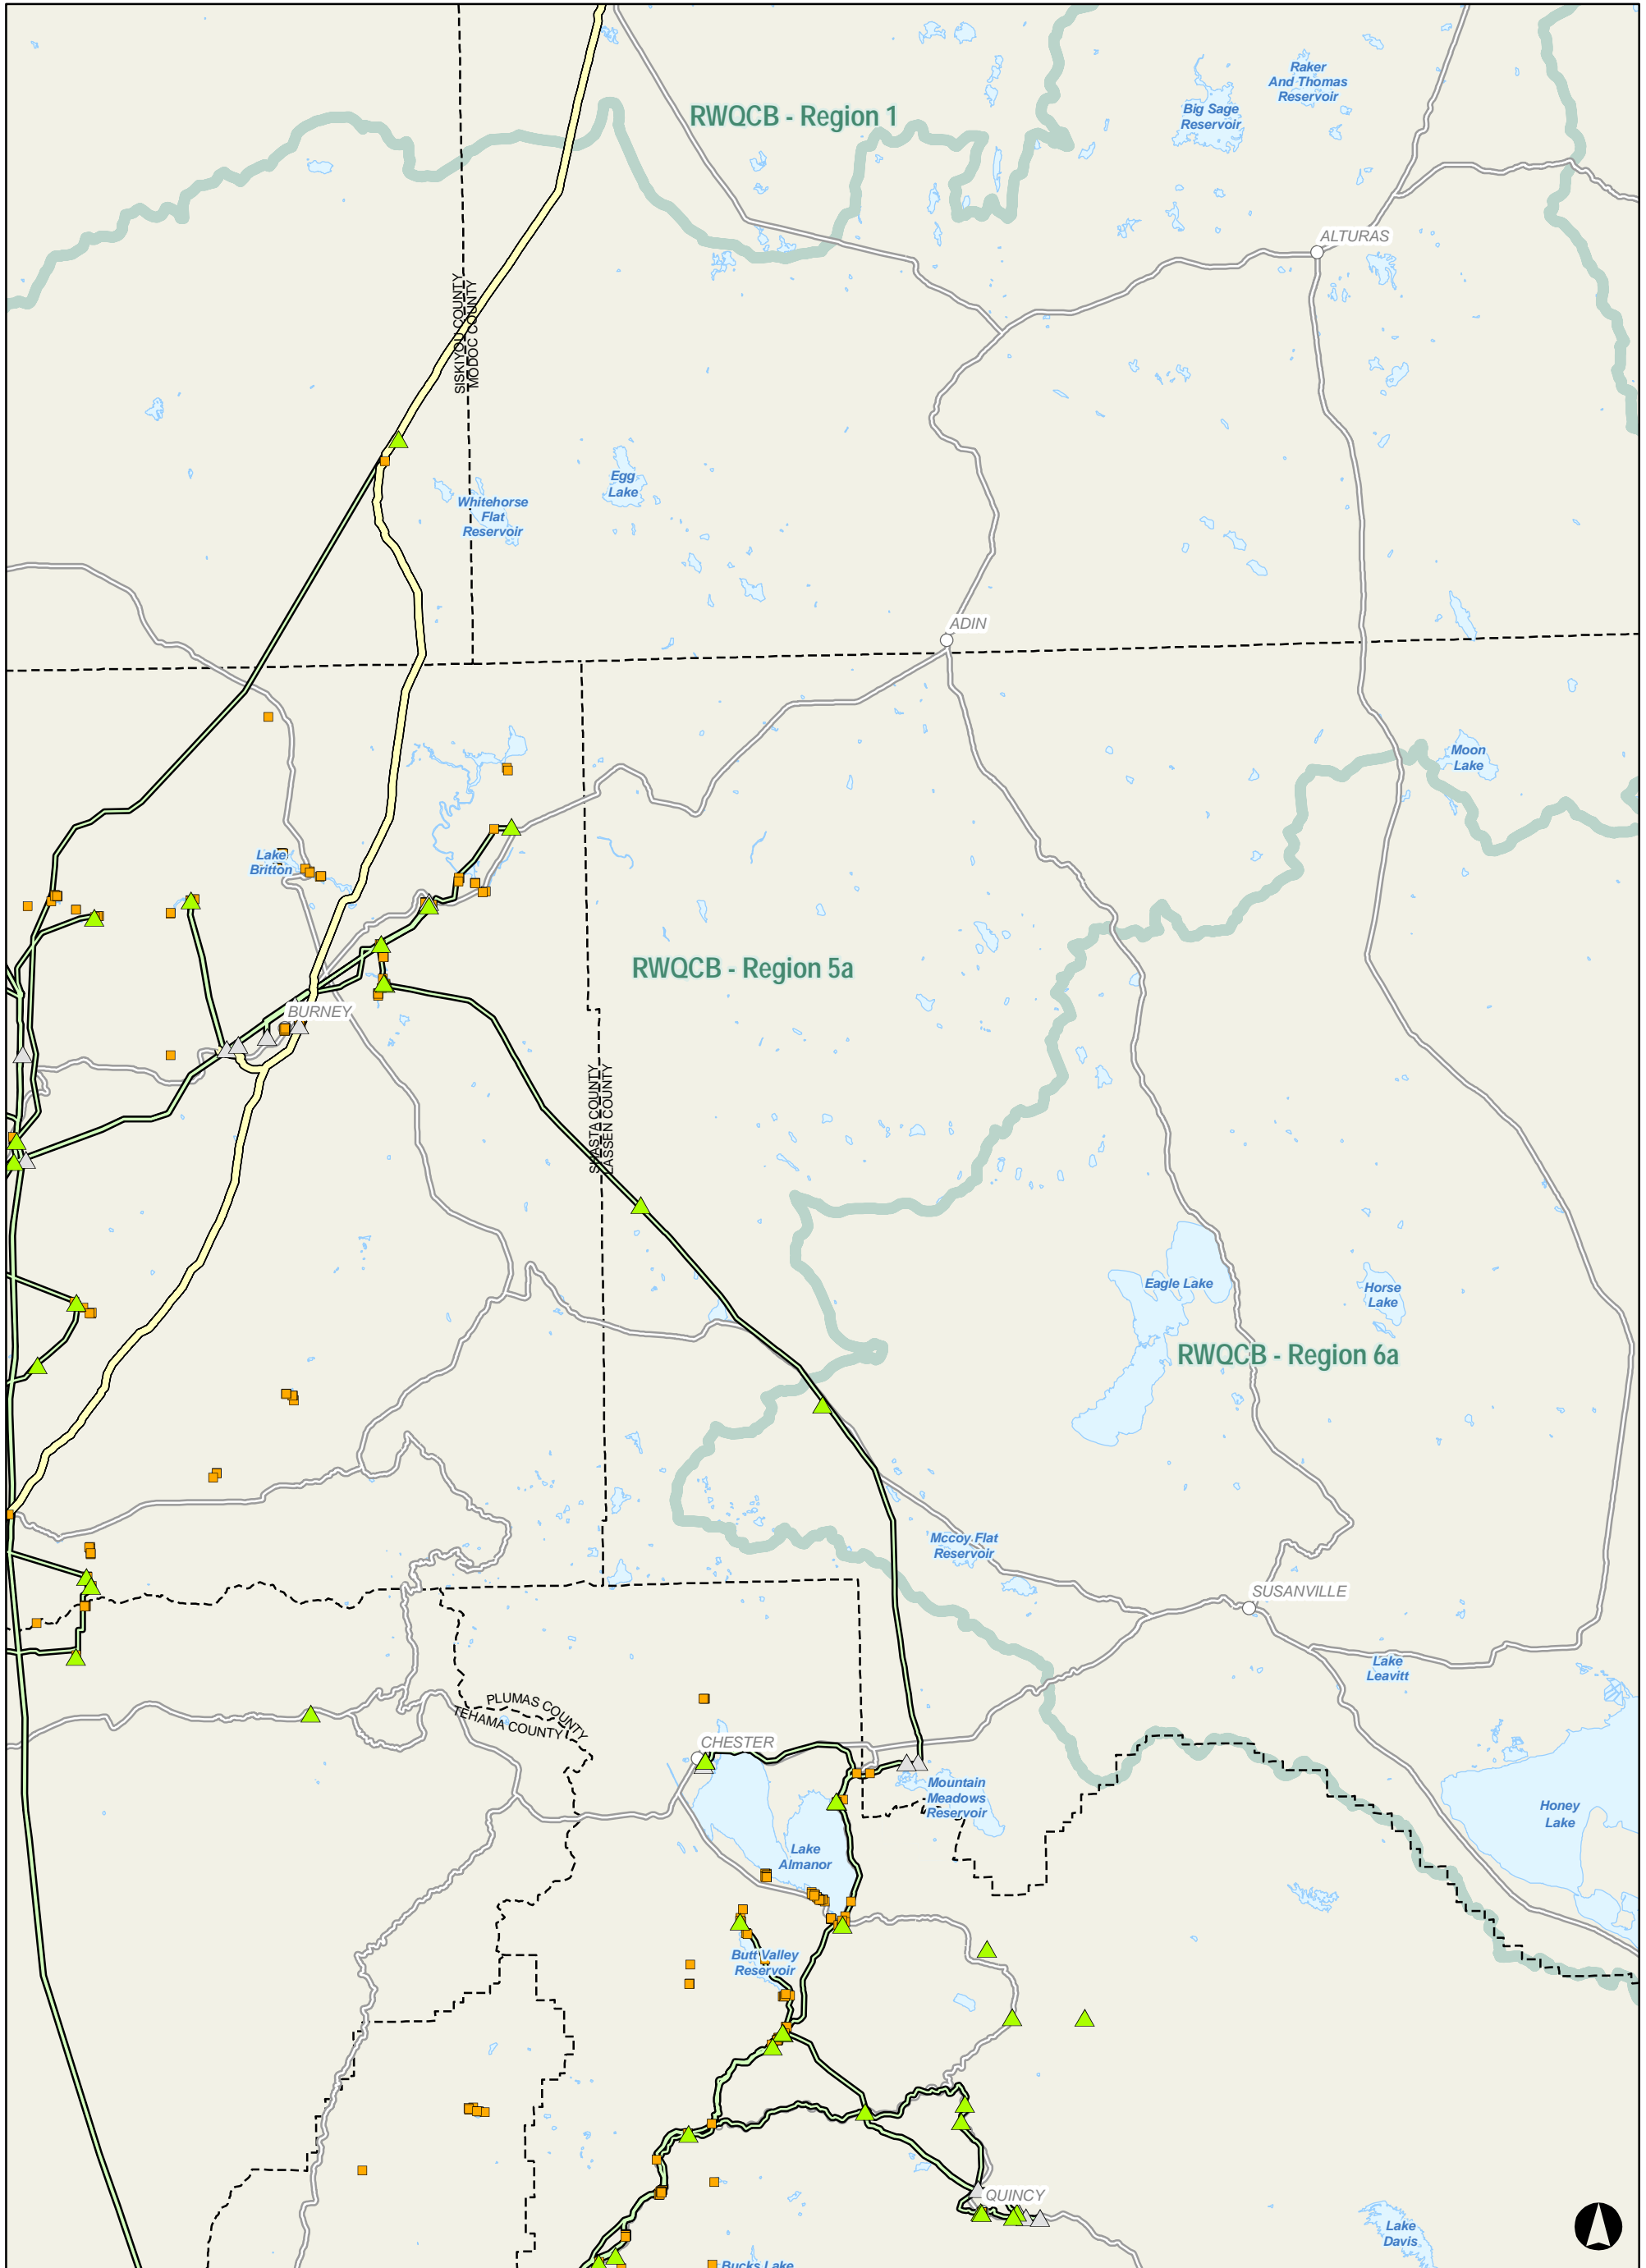 RWQCB - Region 1
Raker
And Thomas
Reservoir
Big Sage
Reservoir
ALTURAS
SISKIYOU COUNTY
MODOC COUNTY
Egg
Lake
Whitehorse
Flat
Reservoir
ADIN
Moon
Lake
Lake
Britton
RWQCB - Region 5a
BURNEY
SHASTA COUNTY
LASSEN COUNTY
Eagle Lake
Horse
Lake
RWQCB - Region 6a
Mccoy Flat
Reservoir
SUSANVILLE
Lake
Leavitt
PLUMAS COUNTY
TEHAMA COUNTY
CHESTER
Mountain
Meadows
Reservoir
Honey
Lake
Lake
Almanor
Butt Valley
Reservoir
QUINCY
Lake
Davis
Bucks Lake